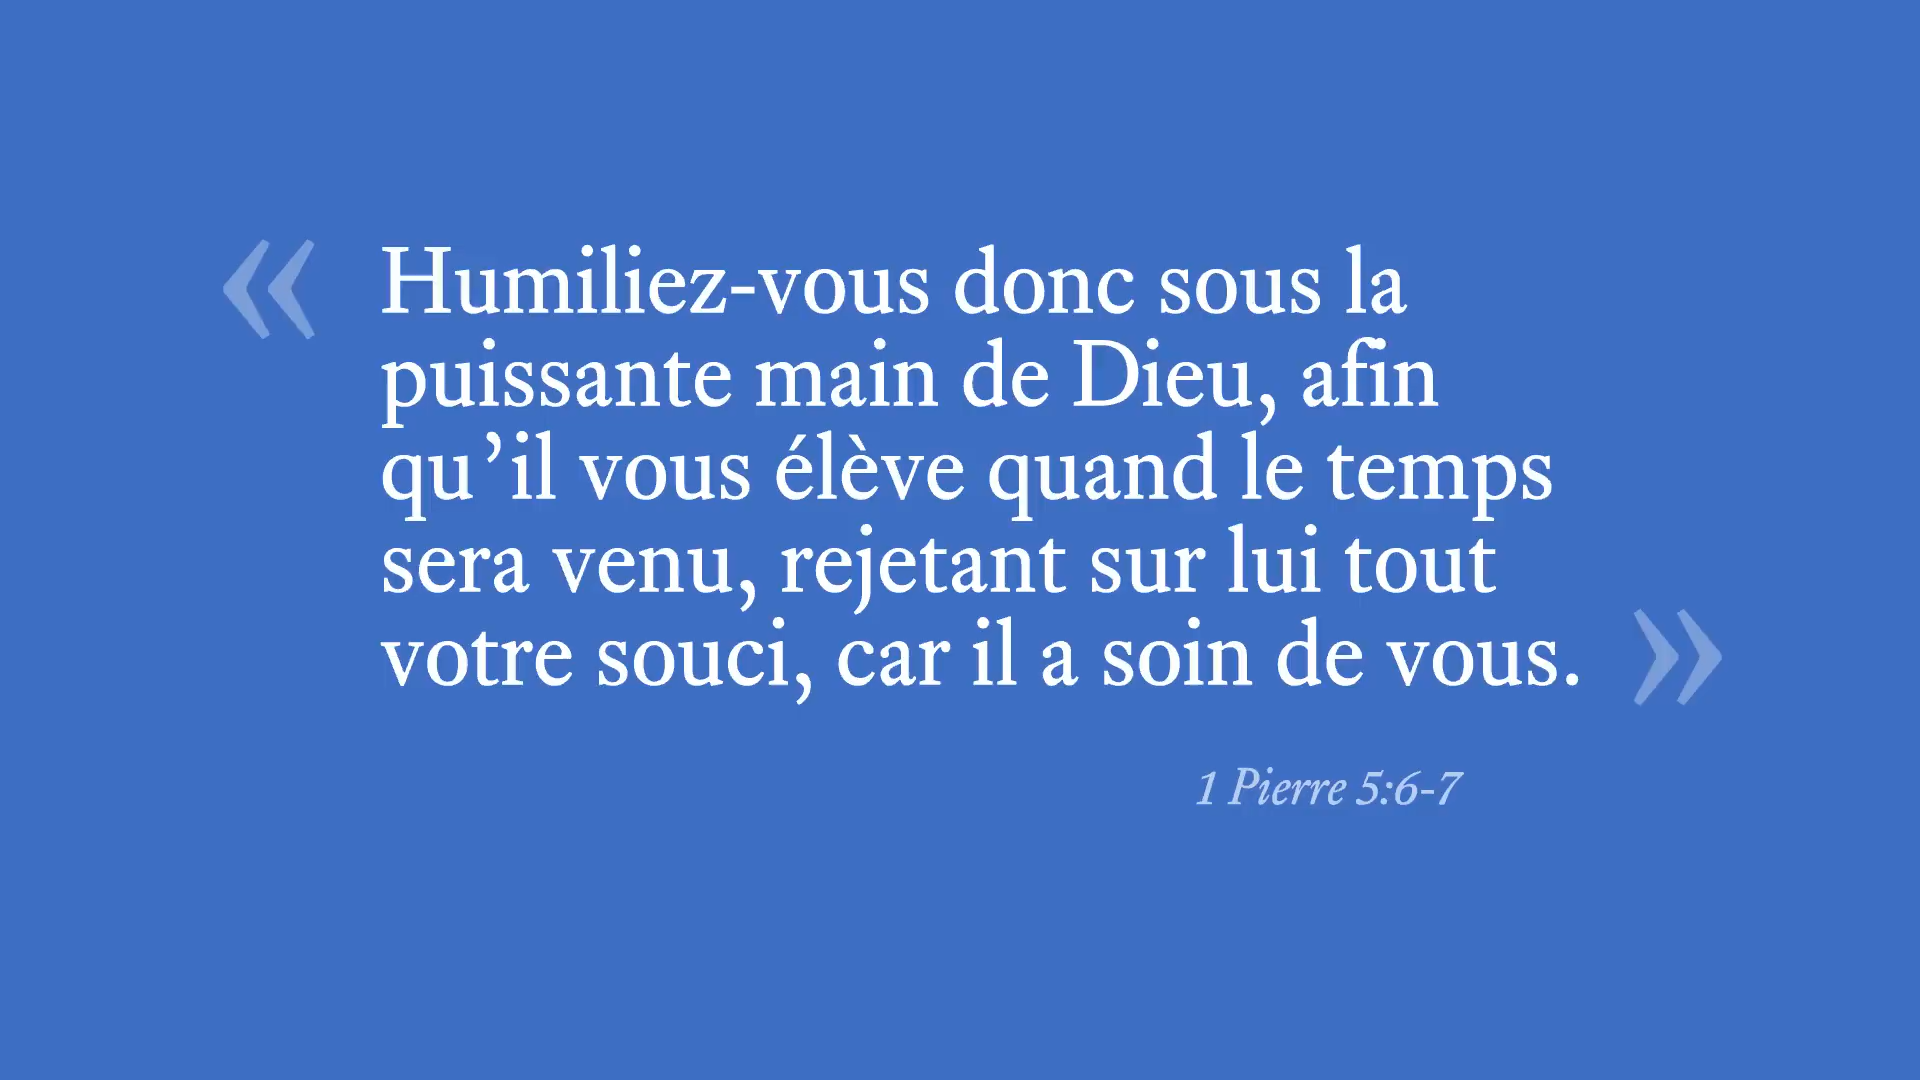 « Humiliez-vous donc sous la
puissante main de Dieu, afin
qu’il vous élève quand le temps
sera venu, rejetant sur lui tout
votre souci, car il a soin de vous. »
1 Pierre 5:6-7